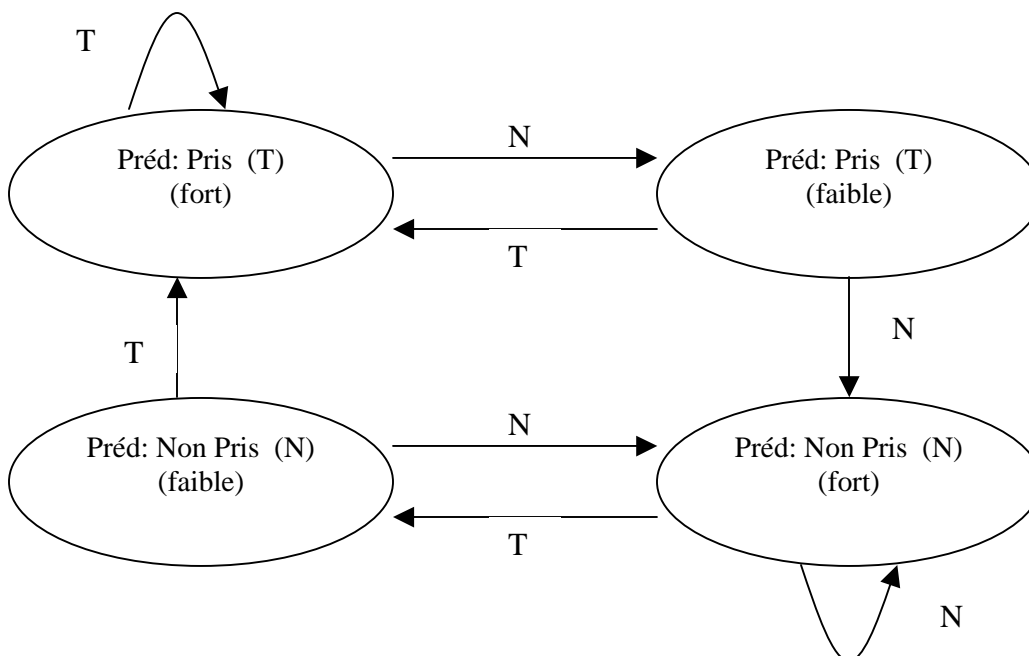 T
Préd: Pris (T)
(fort)
N
T
Préd: Pris (T)
(faible)
T
N
Préd: Non Pris (N)
(faible)
N
T
Préd: Non Pris (N)
(fort)
N